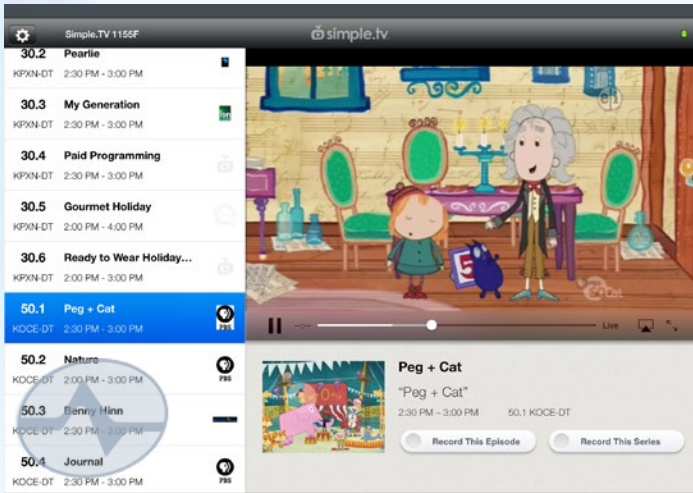 Simple.TV 1155F
simple.tv
30.2 Pearlie
KPXN-DT 2:30 PM - 3:00 PM
30.3 My Generation
KPXN-DT 2:30 PM - 3:00 PM
ion
30.4 Paid Programming
KPXN-DT 2:30 PM - 3:00 PM
30.5 Gourmet Holiday
KPXN-DT 2:00 PM - 4:00 PM
30.6 Ready to Wear Holiday...
KPXN-DT 2:00 PM - 3:00 PM
50.1 Peg + Cat
KOCE-DT 2:30 PM - 3:00 PM
PBS
50.2 Nature
KOCE-DT 2:00 PM - 3:00 PM
PBS
50.3 Benny Hinn
KOCE-DT 2:30 PM - 3:00 PM
50.4 Journal
KOCE-DT 2:30 PM - 3:00 PM
PBS
e/i
5
Cat
--:--
Live
Peg + Cat
“Peg + Cat”
2:30 PM – 3:00 PM 50.1 KOCE-DT
Record This Episode
Record This Series